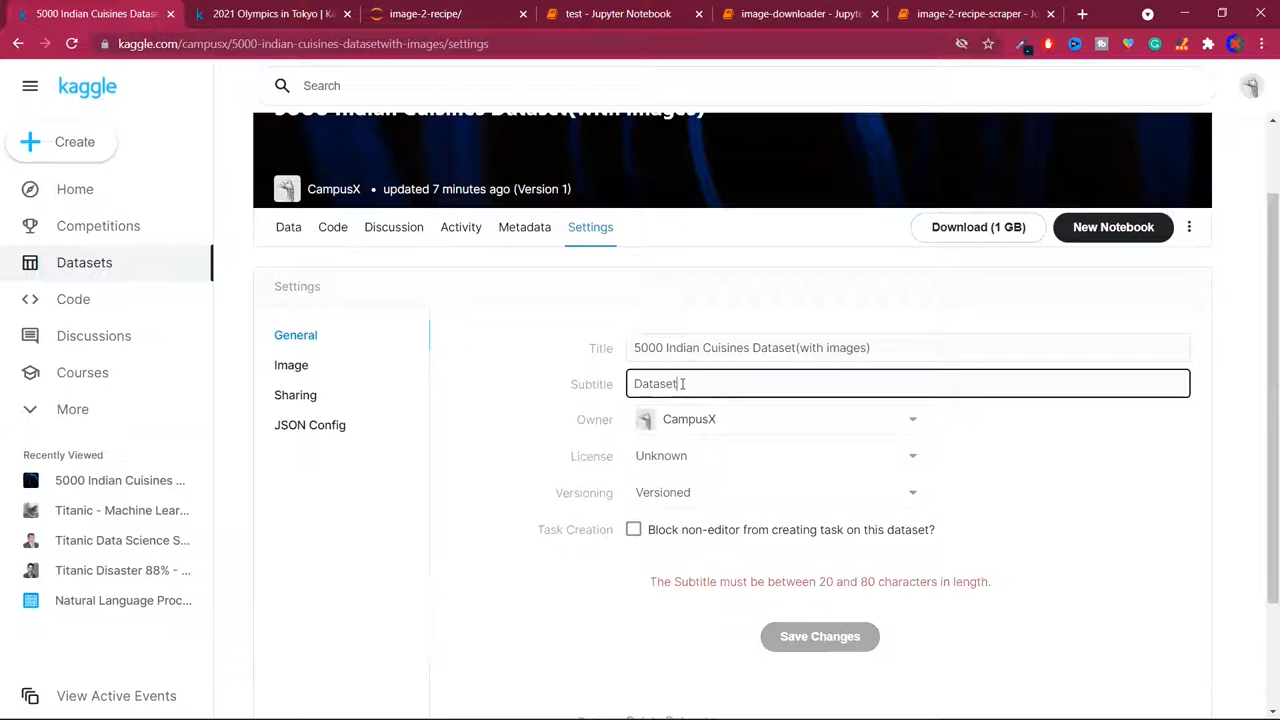 5000 Indian Cuisines Datase
2021 Olympics in Tokyo | Ka
image-2-recipe/
test - Jupyter Notebook
image-downloader - Jupyte
image-2-recipe-scraper - Ju
kaggle.com/campusx/5000-indian-cuisines-datasetwith-images/settings
kaggle
Search
Create
Home
Competitions
Datasets
Code
Discussions
Courses
More
Recently Viewed
5000 Indian Cuisines ...
Titanic - Machine Lear...
Titanic Data Science S...
Titanic Disaster 88% - ...
Natural Language Proc...
View Active Events
5000 Indian Cuisines Dataset(with images)
CampusX • updated 7 minutes ago (Version 1)
Data Code Discussion Activity Metadata Settings
Download (1 GB)
New Notebook
Settings
General
Image
Sharing
JSON Config
Title 5000 Indian Cuisines Dataset(with images)
Subtitle Dataset
Owner CampusX
License Unknown
Versioning Versioned
Task Creation Block non-editor from creating task on this dataset?
The Subtitle must be between 20 and 80 characters in length.
Save Changes